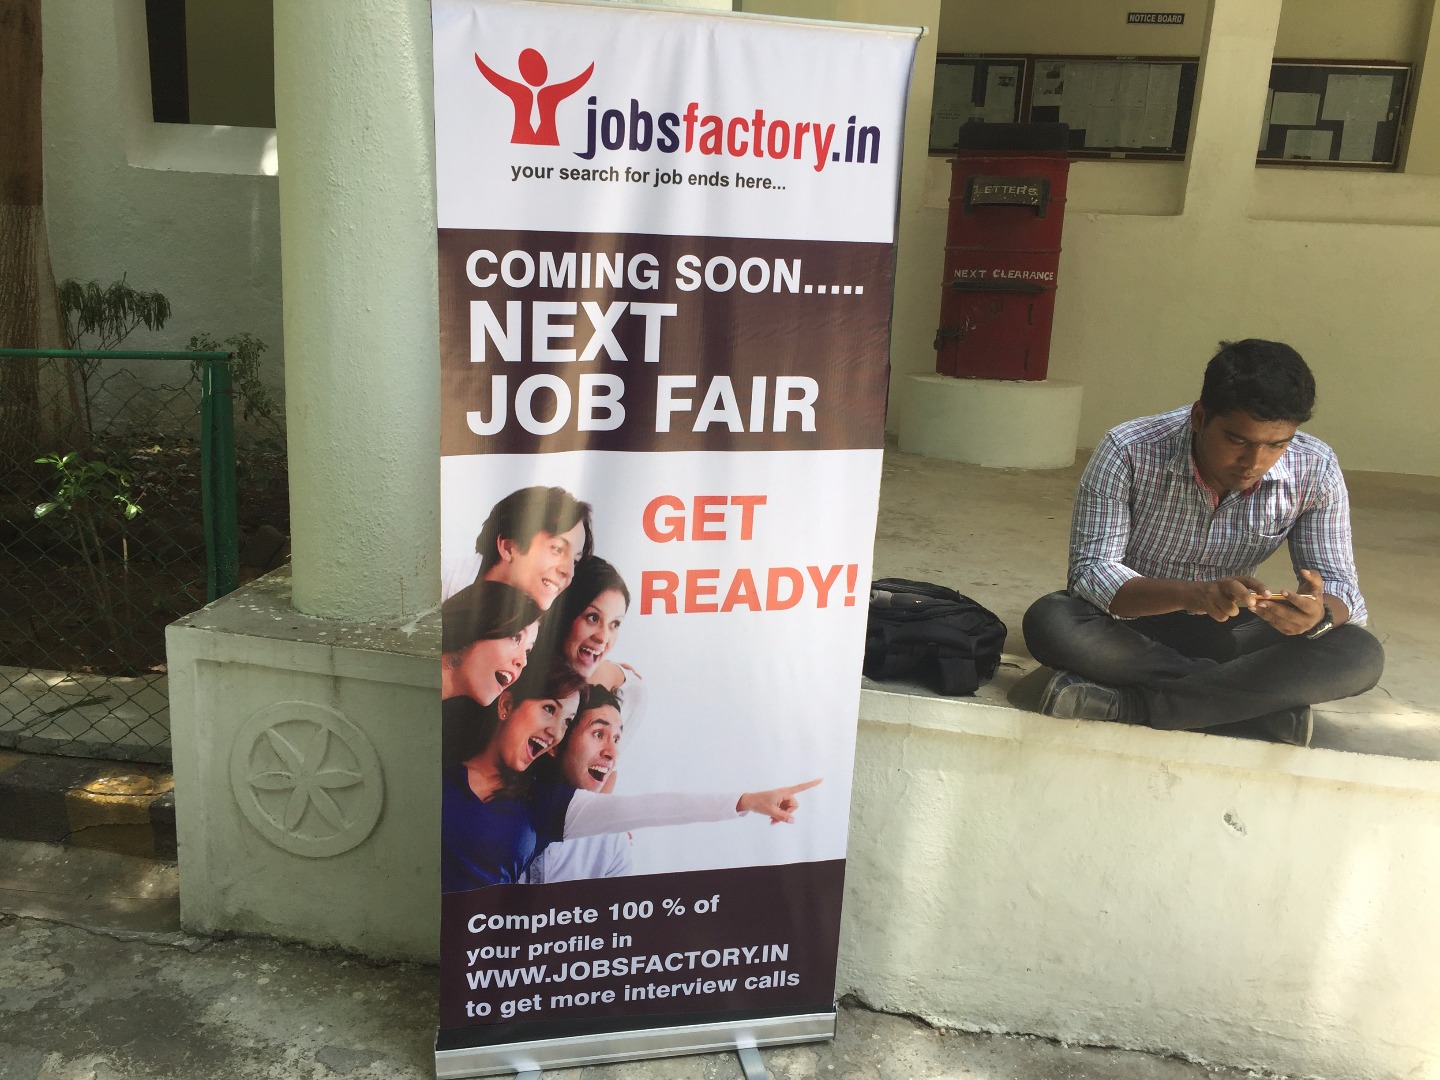 jobsfactory.in
your search for job ends here...
COMING SOON.....
NEXT
JOB FAIR
GET
READY!
Complete 100 % of
your profile in
WWW.JOBSFACTORY.IN
to get more interview calls
NOTICE BOARD
LETTERS
NEXT CLEARANCE